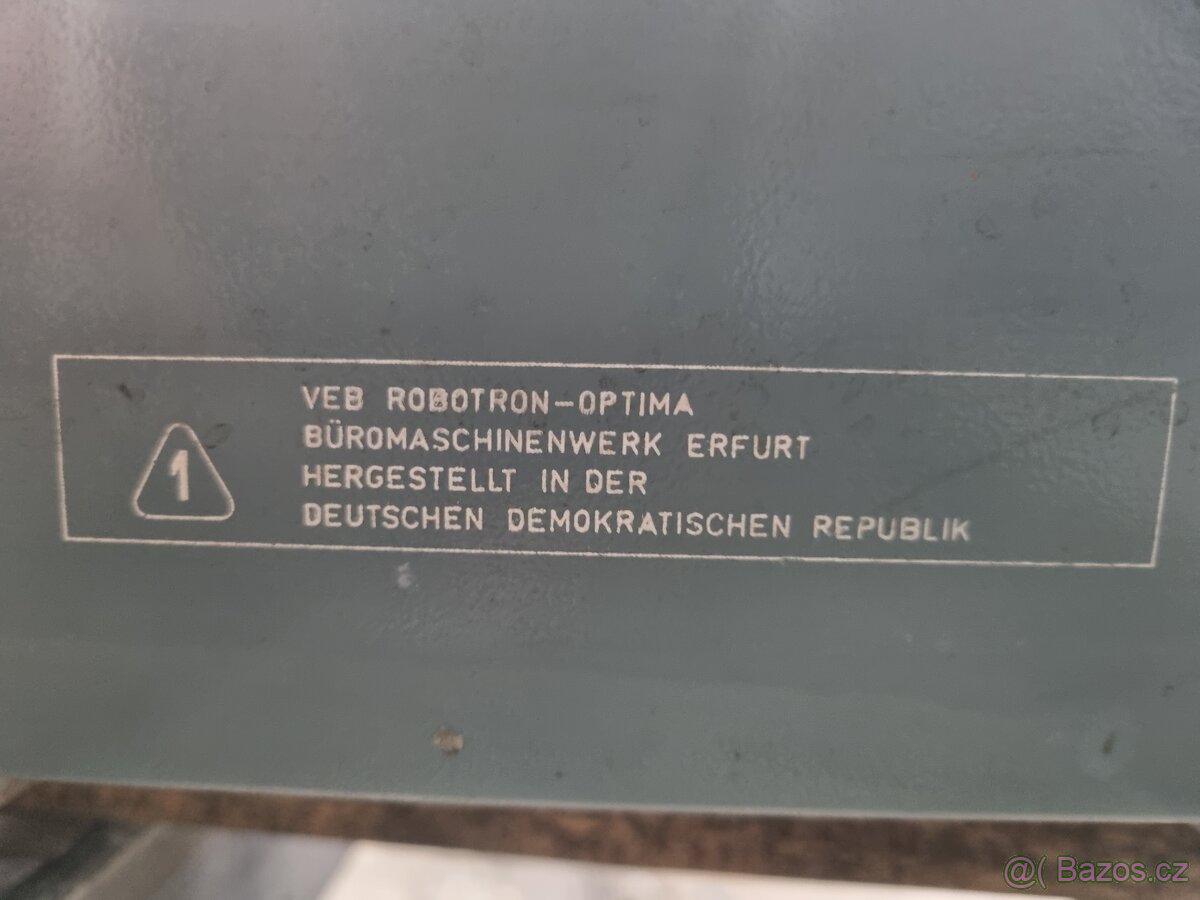 VEB ROBOTRON-OPTIMA
BÜROMASCHINENWERK ERFURT
HERGESTELLT IN DER
DEUTSCHEN DEMOKRATISCHEN REPUBLIK
1
@( Bazos.cz